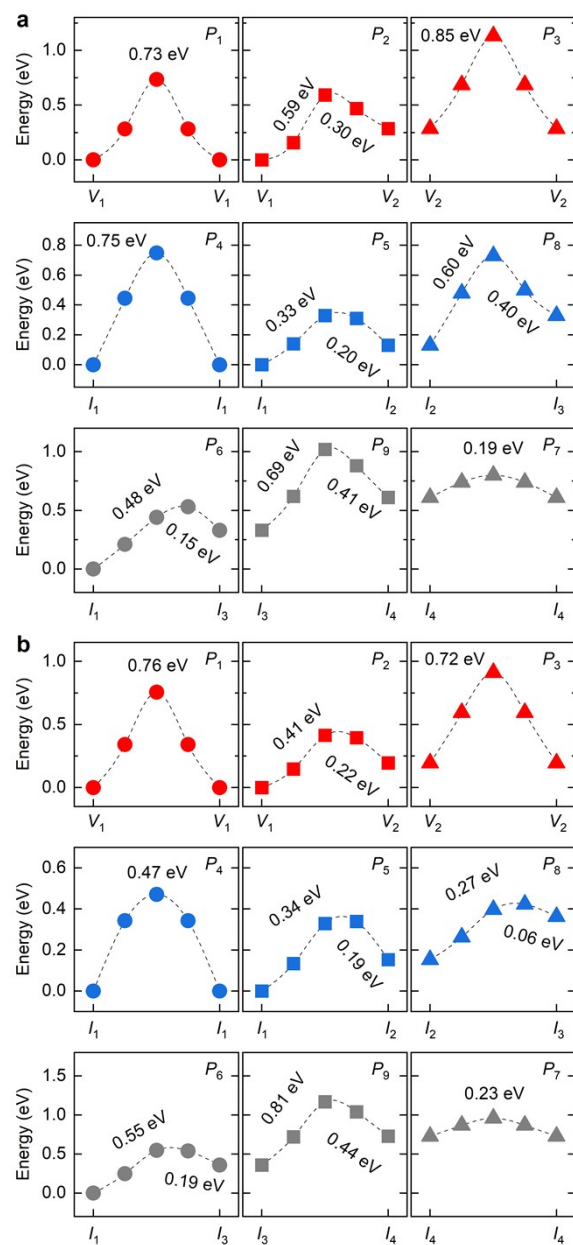 a
Energy (eV)
1.0
0.5
0.0
0.73 eV
P1
V1
V1
0.59 eV
0.30 eV
P2
V1
V2
0.85 eV
P3
V2
V2
Energy (eV)
0.8
0.6
0.4
0.2
0.0
0.75 eV
P4
I1
I1
0.33 eV
0.20 eV
P5
I1
I2
0.60 eV
0.40 eV
P8
I2
I3
Energy (eV)
1.0
0.5
0.0
0.48 eV
0.15 eV
P6
I1
I3
0.69 eV
0.41 eV
P9
I3
I4
0.19 eV
P7
I4
I4
b
Energy (eV)
1.0
0.5
0.0
0.76 eV
P1
V1
V1
0.41 eV
0.22 eV
P2
V1
V2
0.72 eV
P3
V2
V2
Energy (eV)
0.6
0.4
0.2
0.0
0.47 eV
P4
I1
I1
0.34 eV
0.19 eV
P5
I1
I2
0.27 eV
0.06 eV
P8
I2
I3
Energy (eV)
1.5
1.0
0.5
0.0
0.55 eV
0.19 eV
P6
I1
I3
0.81 eV
0.44 eV
P9
I3
I4
0.23 eV
P7
I4
I4